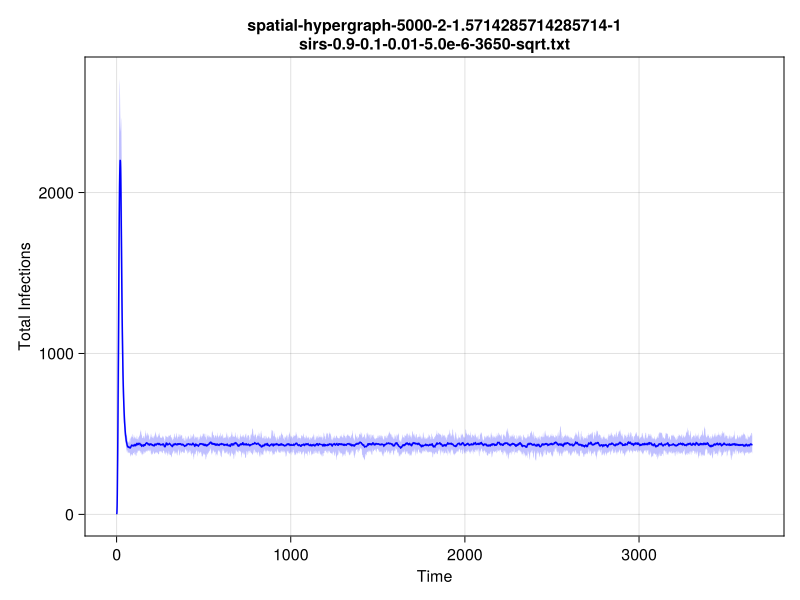 spatial-hypergraph-5000-2-1.5714285714285714-1
sirs-0.9-0.1-0.01-5.0e-6-3650-sqrt.txt
Total Infections
2000
1000
0
0
1000
2000
3000
Time